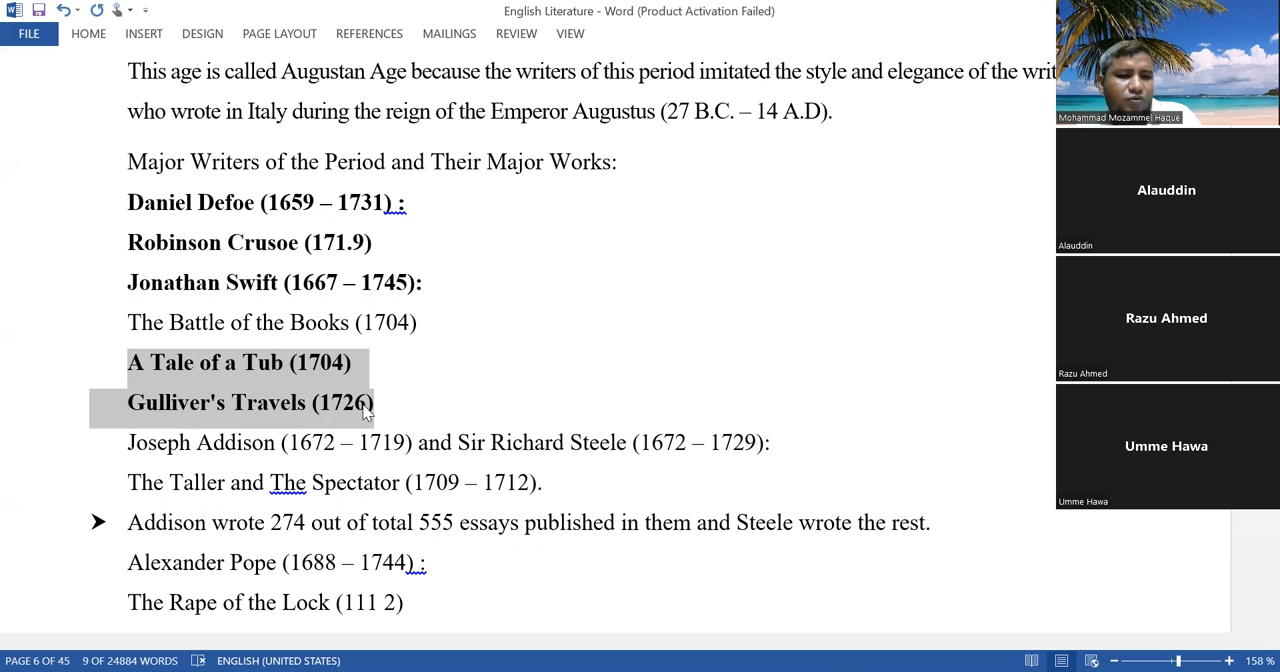 English Literature - Word (Product Activation Failed)
FILE HOME INSERT DESIGN PAGE LAYOUT REFERENCES MAILINGS REVIEW VIEW
This age is called Augustan Age because the writers of this period imitated the style and elegance of the writ
who wrote in Italy during the reign of the Emperor Augustus (27 B.C. – 14 A.D).
Major Writers of the Period and Their Major Works:
Daniel Defoe (1659 – 1731) :
Robinson Crusoe (171.9)
Jonathan Swift (1667 – 1745):
The Battle of the Books (1704)
A Tale of a Tub (1704)
Gulliver's Travels (1726)
Joseph Addison (1672 – 1719) and Sir Richard Steele (1672 – 1729):
The Taller and The Spectator (1709 – 1712).
Addison wrote 274 out of total 555 essays published in them and Steele wrote the rest.
Alexander Pope (1688 – 1744) :
The Rape of the Lock (111 2)
Mohammad Mozammel Haque
Alauddin
Alauddin
Razu Ahmed
Razu Ahmed
Umme Hawa
Umme Hawa
PAGE 6 OF 45 9 OF 24884 WORDS ENGLISH (UNITED STATES) 158 %